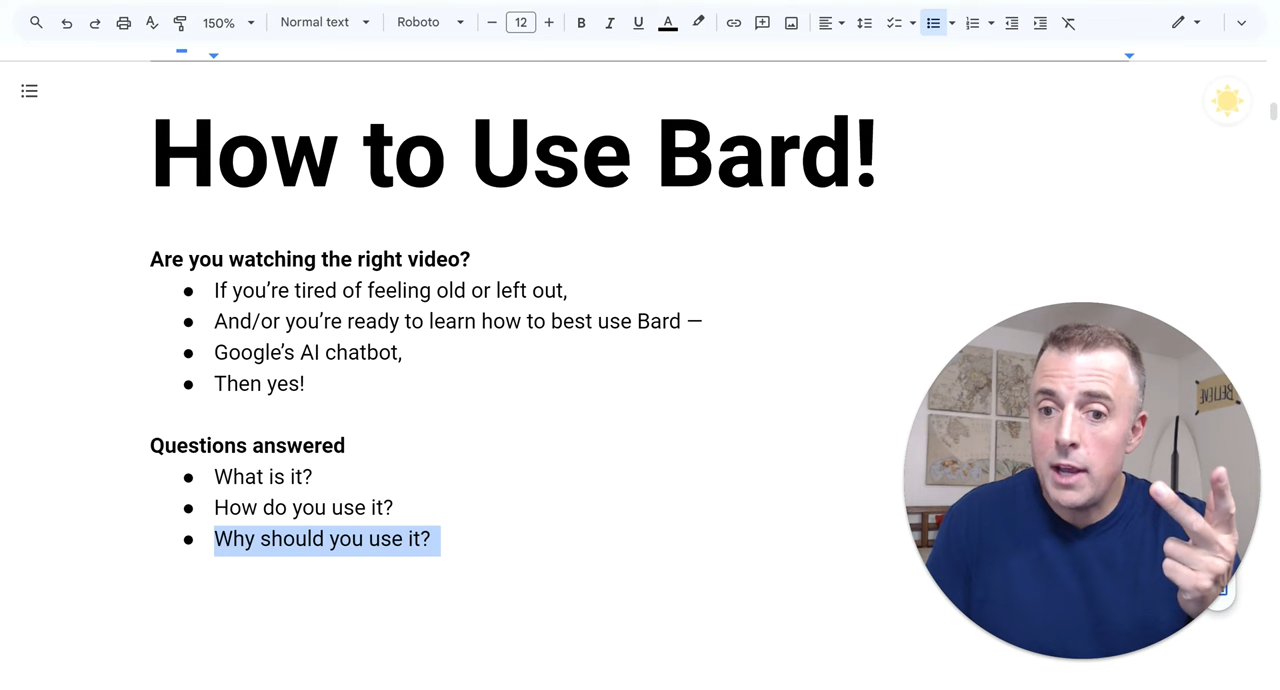 150%
Normal text
Roboto
12
B
I
U
A
How to Use Bard!
Are you watching the right video?
● If you’re tired of feeling old or left out,
● And/or you’re ready to learn how to best use Bard —
● Google’s AI chatbot,
● Then yes!
BELIEVE
Questions answered
● What is it?
● How do you use it?
● Why should you use it?